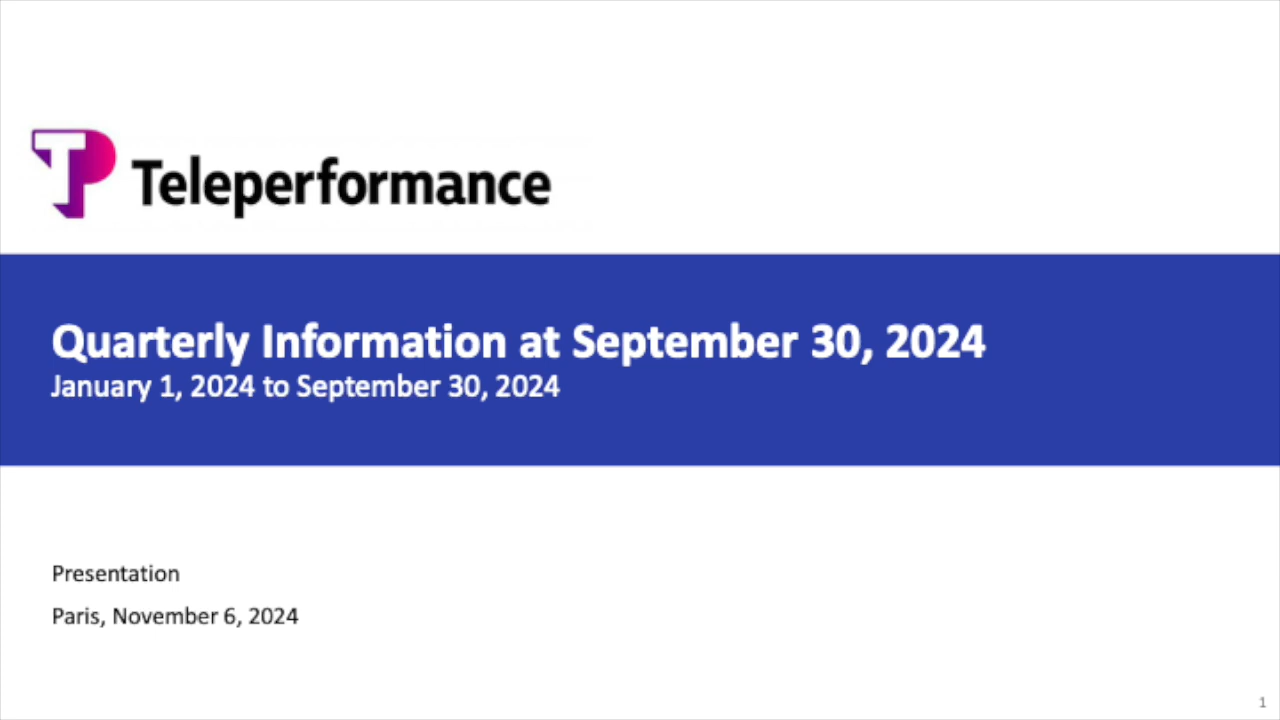 TP Teleperformance
Quarterly Information at September 30, 2024
January 1, 2024 to September 30, 2024
Presentation
Paris, November 6, 2024
1